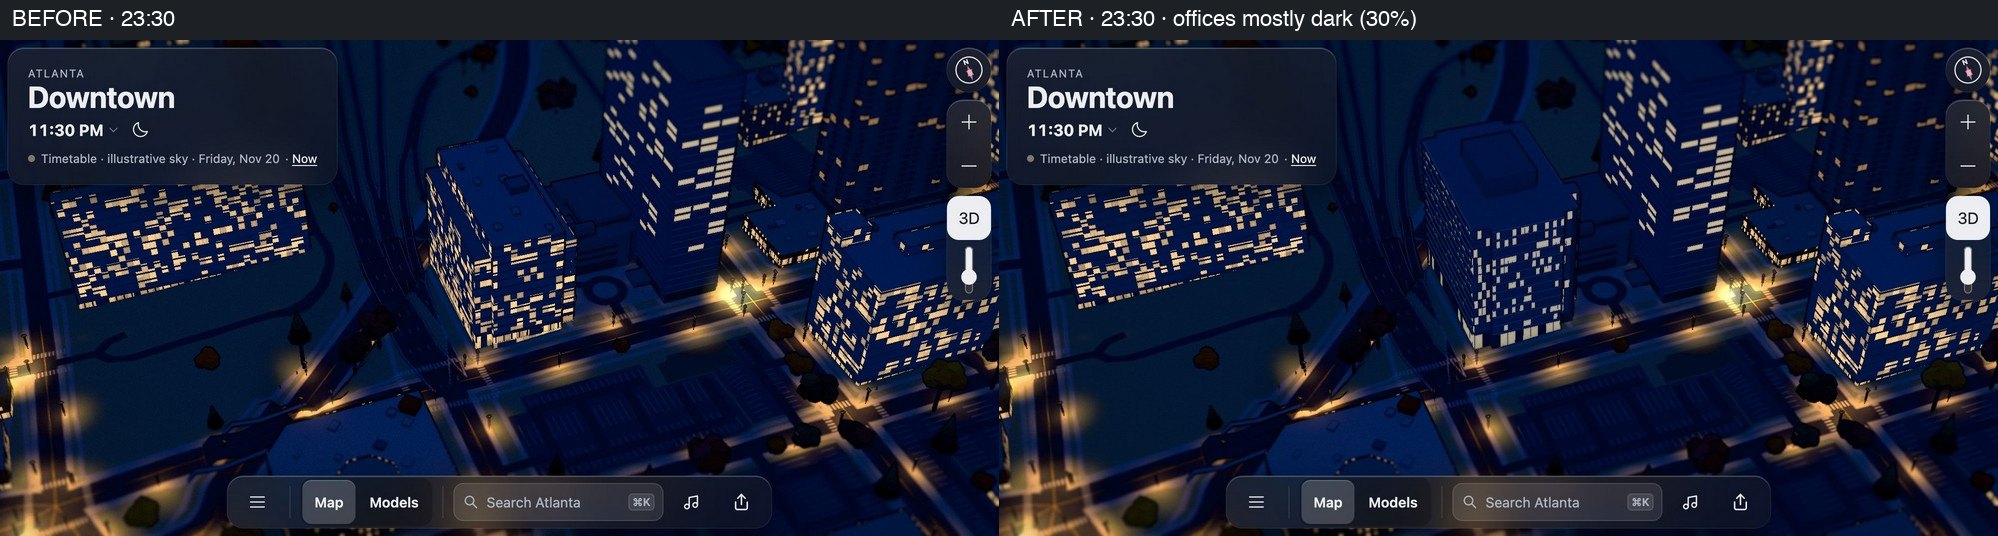 BEFORE · 23:30
ATLANTA
Downtown
11:30 PM
Timetable · illustrative sky · Friday, Nov 20 · Now
N
3D
Map Models Search Atlanta ⌘K
AFTER · 23:30 · offices mostly dark (30%)
ATLANTA
Downtown
11:30 PM
Timetable · illustrative sky · Friday, Nov 20 · Now
N
3D
Map Models Search Atlanta ⌘K